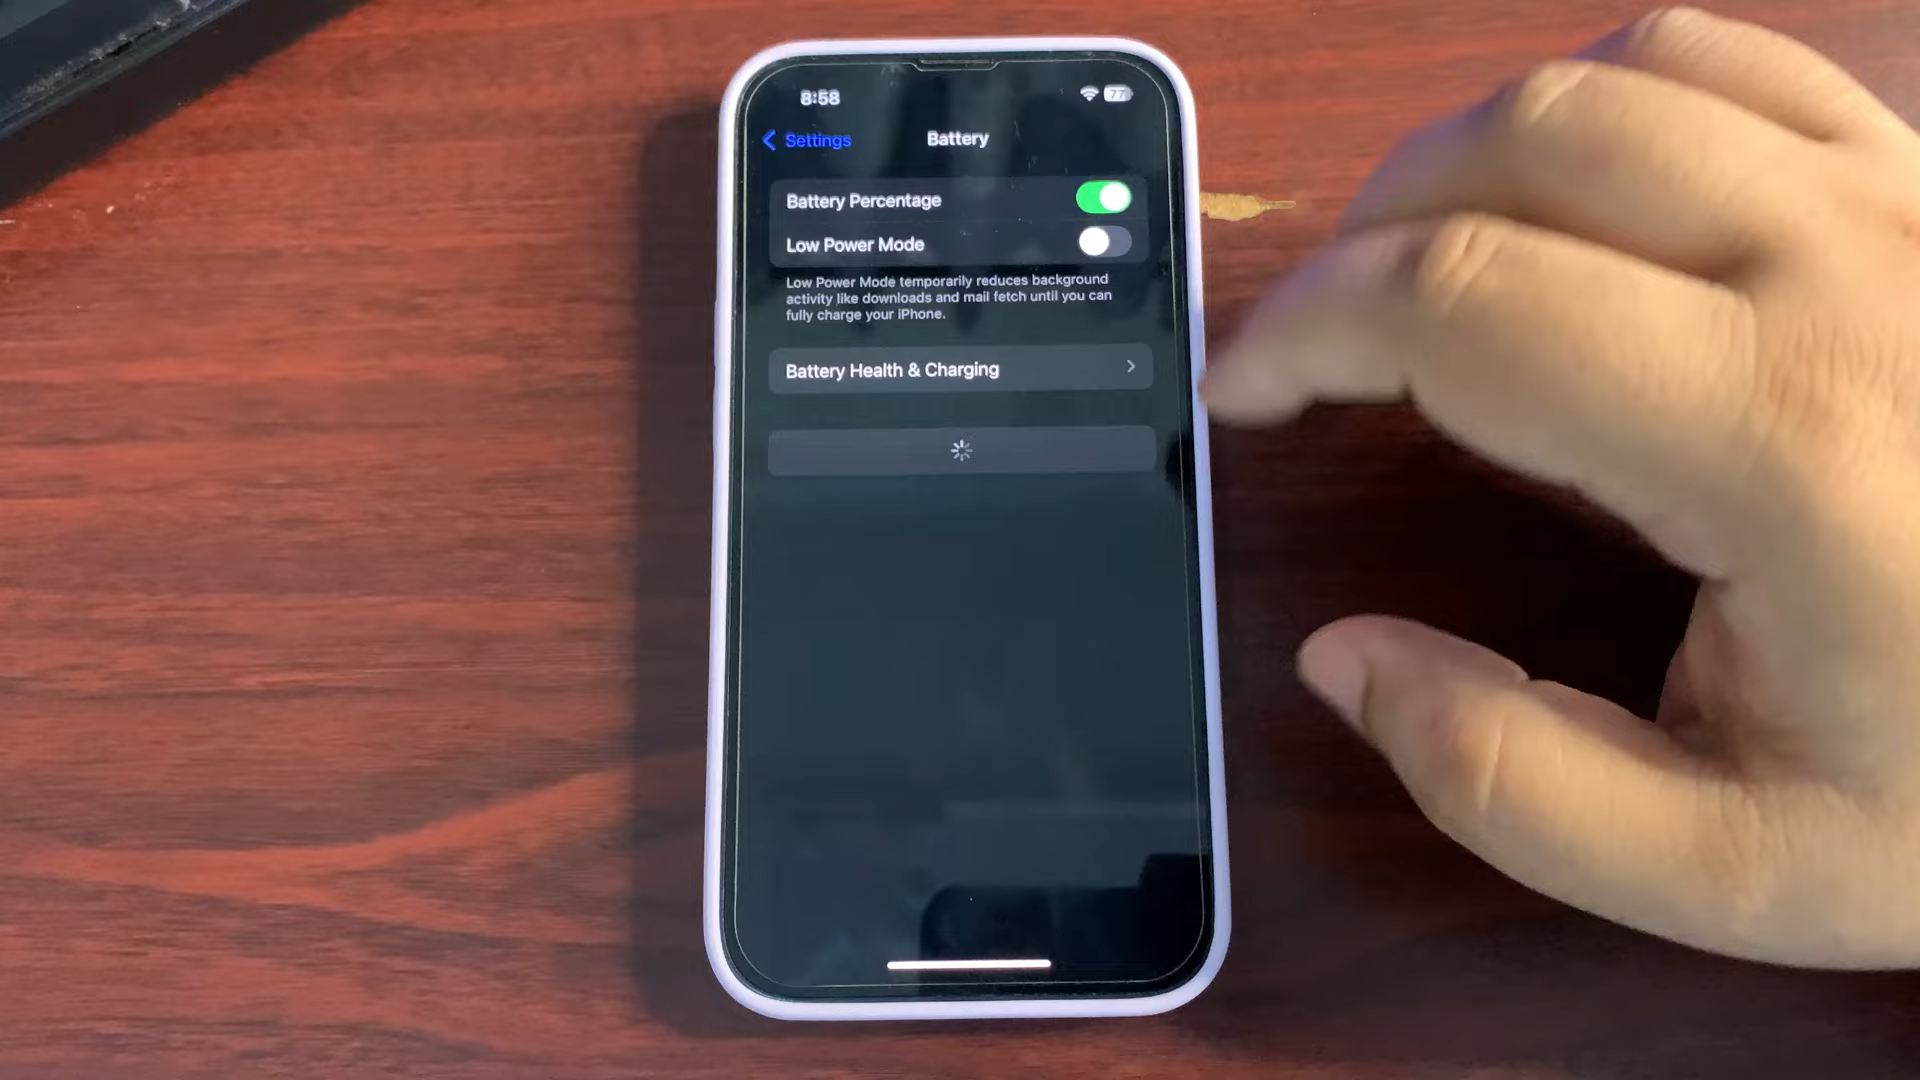 8:58
77
Settings
Battery
Battery Percentage
Low Power Mode
Low Power Mode temporarily reduces background
activity like downloads and mail fetch until you can
fully charge your iPhone.
Battery Health & Charging